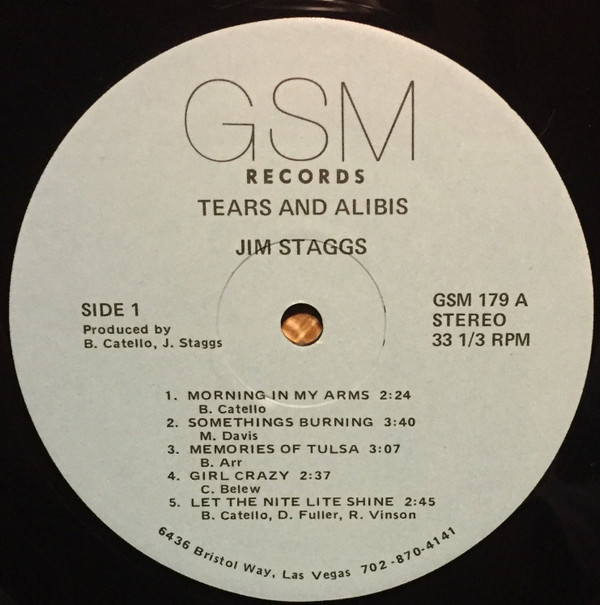 GSM
RECORDS
TEARS AND ALIBIS
JIM STAGGS
SIDE 1
Produced by
B. Catello, J. Staggs
GSM 179 A
STEREO
33 1/3 RPM
1. MORNING IN MY ARMS 2:24
B. Catello
2. SOMETHINGS BURNING 3:40
M. Davis
3. MEMORIES OF TULSA 3:07
B. Arr
4. GIRL CRAZY 2:37
C. Belew
5. LET THE NITE LITE SHINE 2:45
B. Catello, D. Fuller, R. Vinson
6436 Bristol Way, Las Vegas 702-870-4141